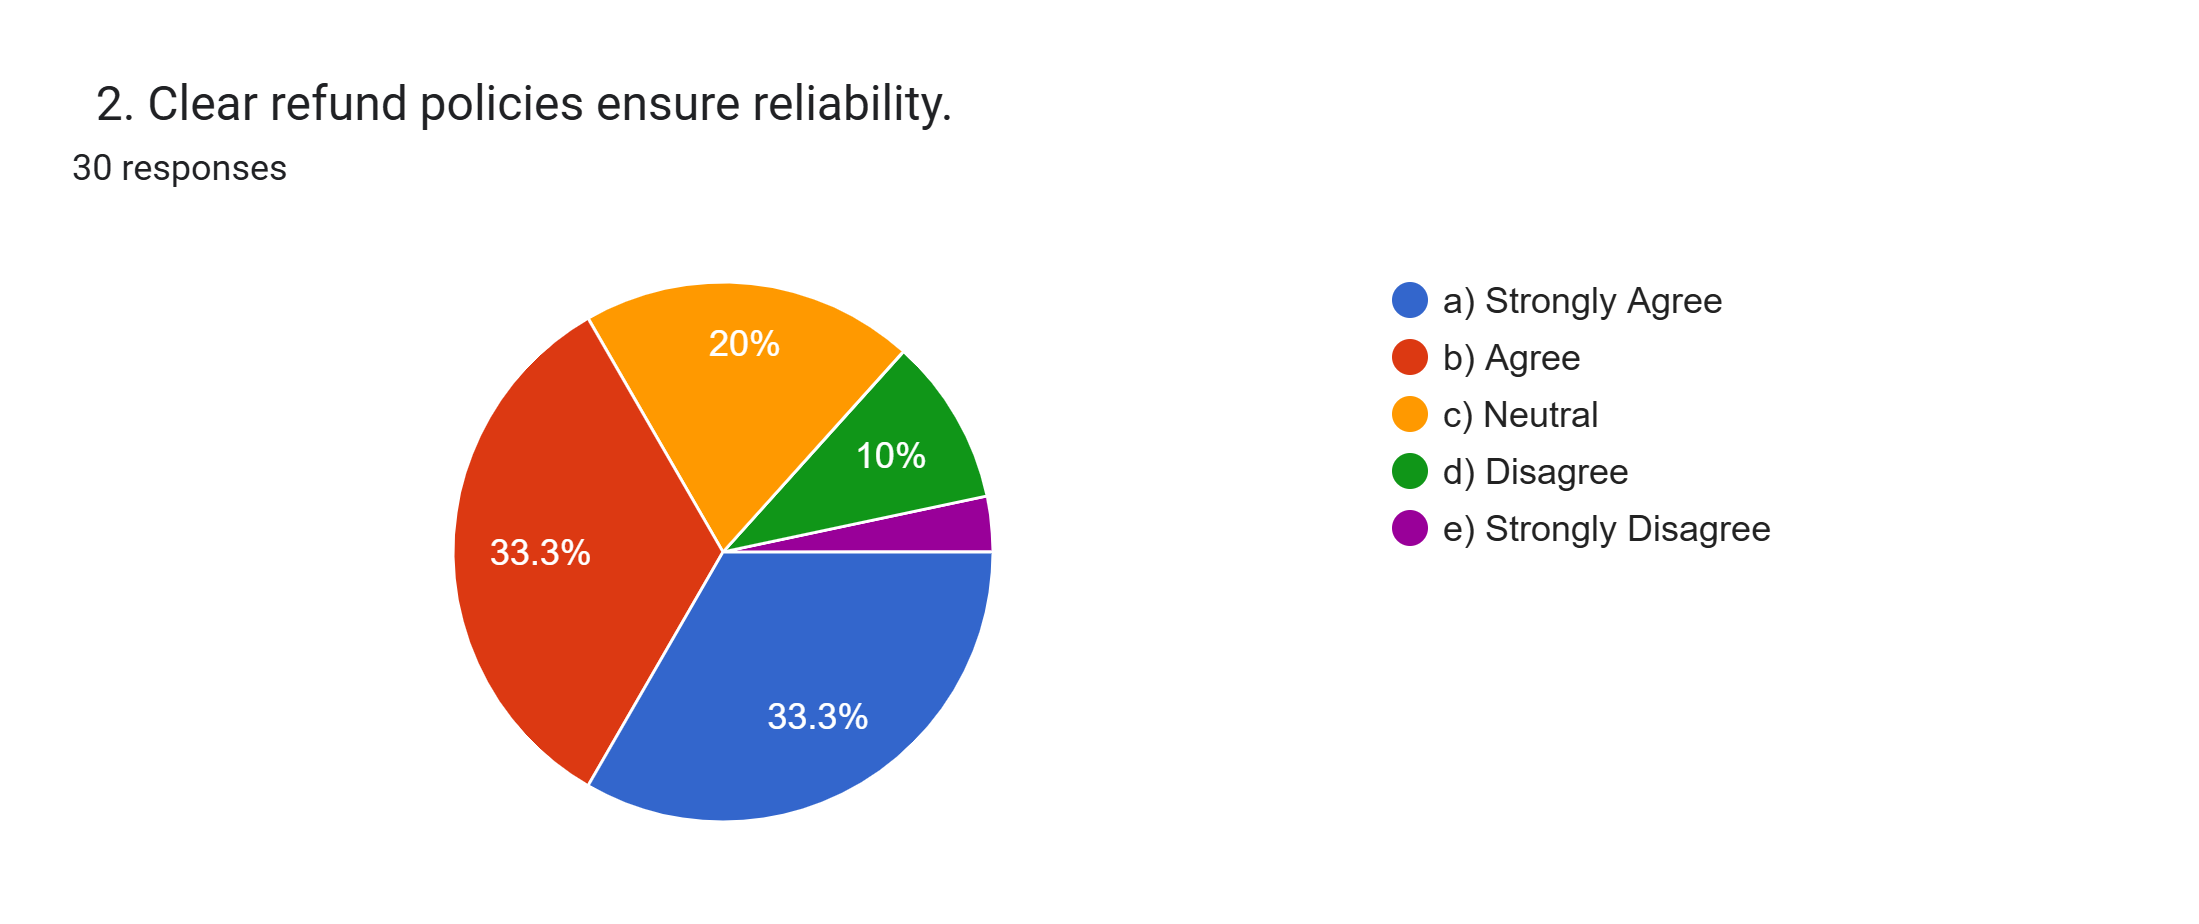 2. Clear refund policies ensure reliability.
30 responses
20%
10%
33.3%
33.3%
a) Strongly Agree
b) Agree
c) Neutral
d) Disagree
e) Strongly Disagree